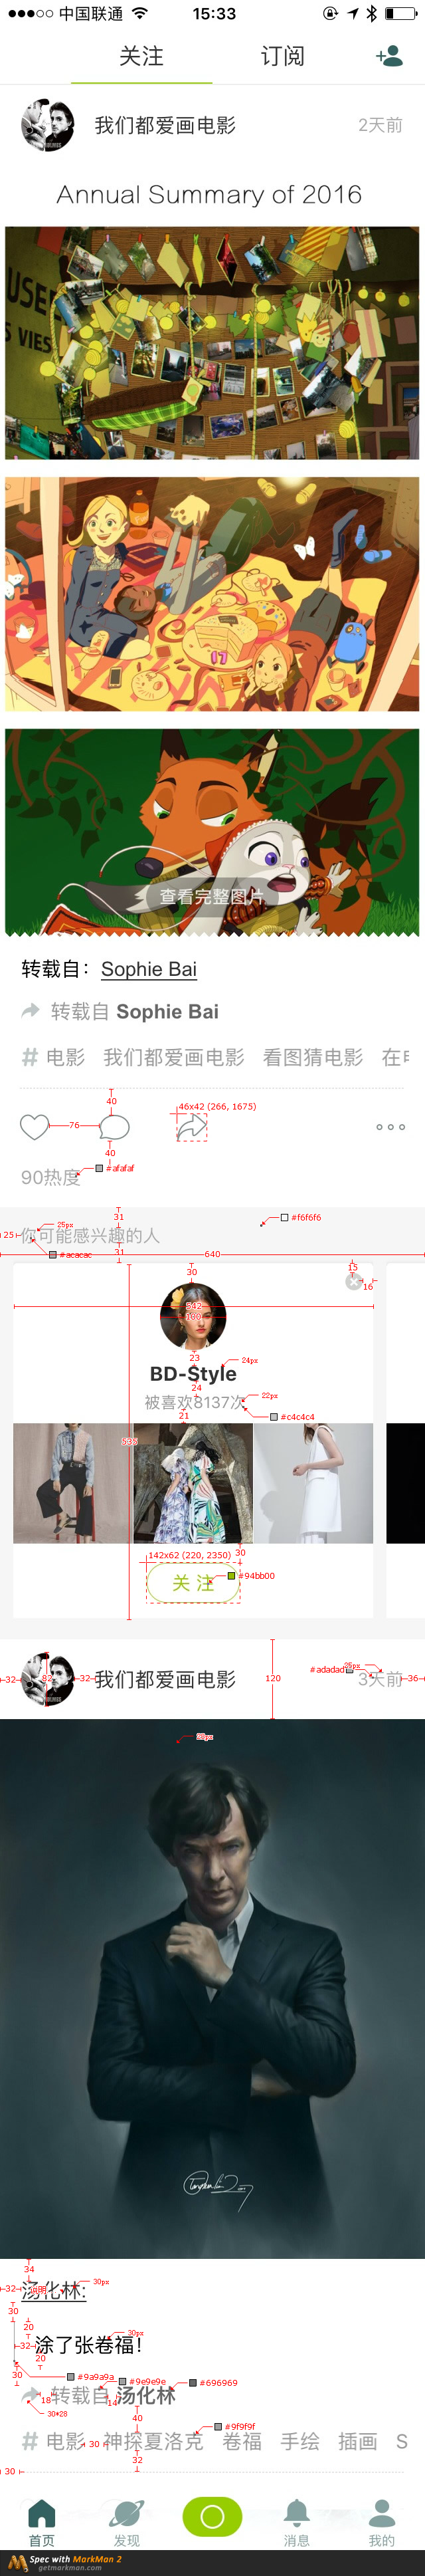 中国联通 15:33
关注 订阅
我们都爱画电影 2天前
Annual Summary of 2016
USE
S VIES
17
查看完整图片
转载自：Sophie Bai
转载自 Sophie Bai
# 电影 我们都爱画电影 看图猜电影 在
40
46x42 (266, 1675)
76
40
90热度
#afafaf
31
25px
#f6f6f6
25
你可能感兴趣的人
31
#acacac
640
30
15
16
542
100
23
24px
BD-Style
24
22px
被喜欢8137次
21
#c4c4c4
535
142x62 (220, 2350)
30
关注
#94bb00
32
82
32
我们都爱画电影
120
#adadad
25px
3天前
36
28px
34
32
汤化林:
30px
30
20
30px
32
涂了张卷福！
20
30
#9a9a9a
#9e9e9e
#696969
转载自 汤化林
18
14
30*28
40
#9f9f9f
# 电影 神探夏洛克 卷福 手绘 插画 S
30
32
30
首页 发现 消息 我的
Spec with MarkMan 2
getmarkman.com